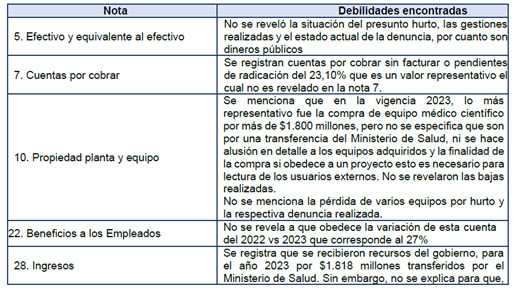 Nota Debilidades encontradas
5. Efectivo y equivalente al efectivo
No se reveló la situación del presunto hurto, las gestiones
realizadas y el estado actual de la denuncia, por cuanto son
dineros públicos
7. Cuentas por cobrar
Se registran cuentas por cobrar sin facturar o pendientes
de radicación del 23,10% que es un valor representativo el
cual no es revelado en la nota 7.
10. Propiedad planta y equipo
Se menciona que en la vigencia 2023, lo más
representativo fue la compra de equipo médico científico
por más de $1.800 millones, pero no se especifica que son
por una transferencia del Ministerio de Salud, ni se hace
alusión en detalle a los equipos adquiridos y la finalidad de
la compra si obedece a un proyecto esto es necesario para
lectura de los usuarios externos. No se revelaron las bajas
realizadas.
No se menciona la pérdida de varios equipos por hurto y
la respectiva denuncia realizada.
22. Beneficios a los Empleados
No se revela a que obedece la variación de esta cuenta
del 2022 vs 2023 que corresponde al 27%
28. Ingresos
Se registra que se recibieron recursos del gobierno, para
el año 2023 por $1.818 millones transferidos por el
Ministerio de Salud. Sin embargo, no se explica para que,